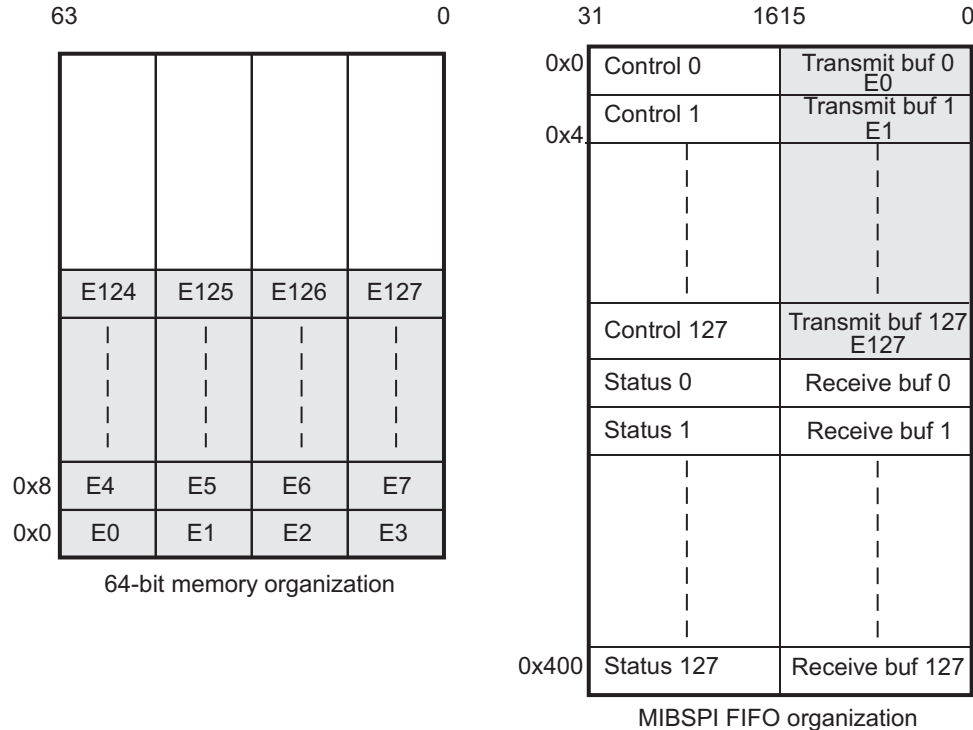 63 0
E124 E125 E126 E127
0x8 E4 E5 E6 E7
0x0 E0 E1 E2 E3
64-bit memory organization
31 1615 0
0x0 Control 0 Transmit buf 0
E0
Control 1 Transmit buf 1
0x4 E1
Control 127 Transmit buf 127
E127
Status 0 Receive buf 0
Status 1 Receive buf 1
0x400 Status 127 Receive buf 127
MIBSPI FIFO organization